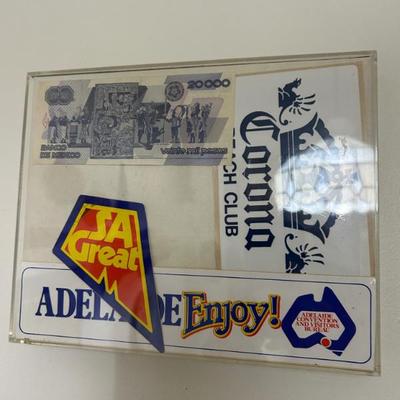 20000
BANCO
DE MEXICO
veinte mil pesos
Corona
BEACH CLUB
SA
Great
ADELAIDE Enjoy!
ADELAIDE
CONVENTION
AND VISITORS
BUREAU